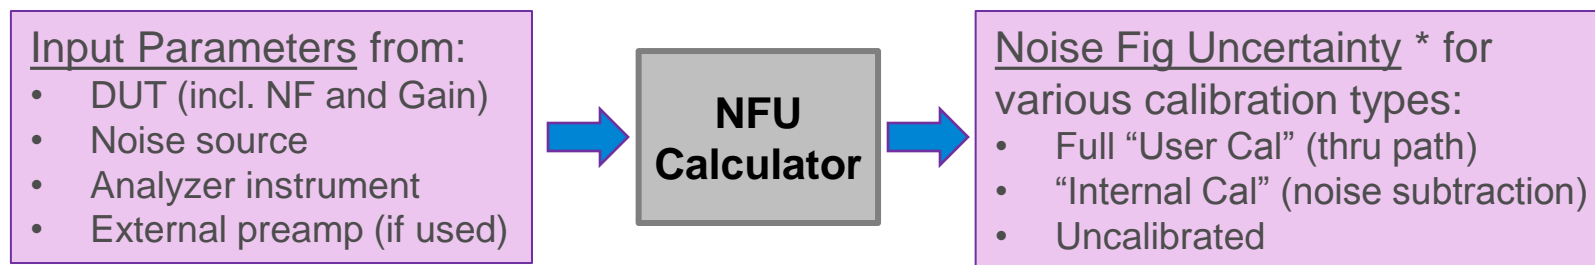 Input Parameters from:
• DUT (incl. NF and Gain)
• Noise source
• Analyzer instrument
• External preamp (if used)
NFU
Calculator
Noise Fig Uncertainty * for
various calibration types:
• Full “User Cal” (thru path)
• “Internal Cal” (noise subtraction)
• Uncalibrated